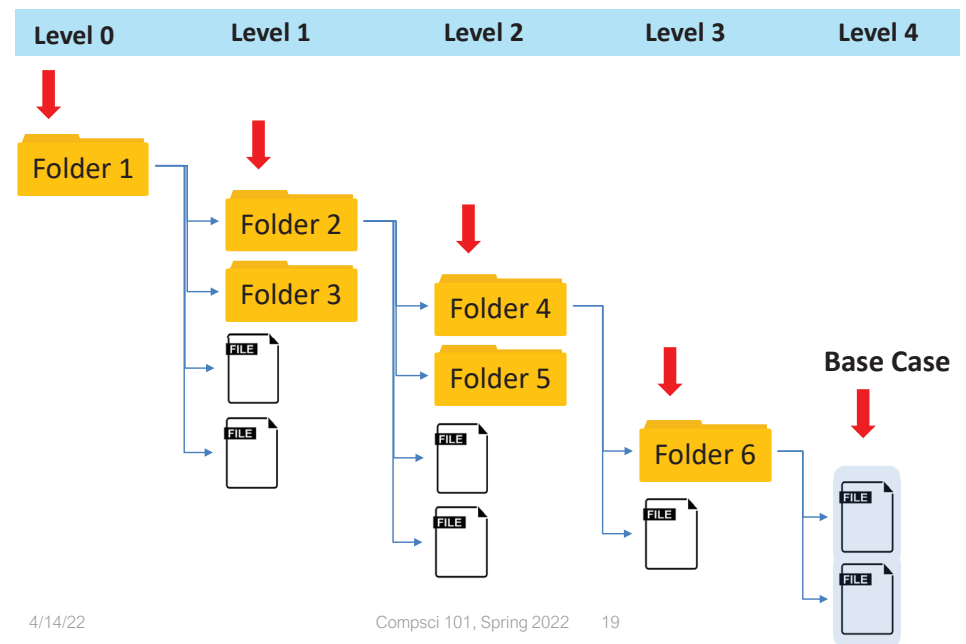 Level 0 Level 1 Level 2 Level 3 Level 4
Folder 1
Folder 2
Folder 3
FILE
FILE
Folder 4
Folder 5
FILE
FILE
Folder 6
FILE
Base Case
FILE
FILE
4/14/22 Compsci 101, Spring 2022 19